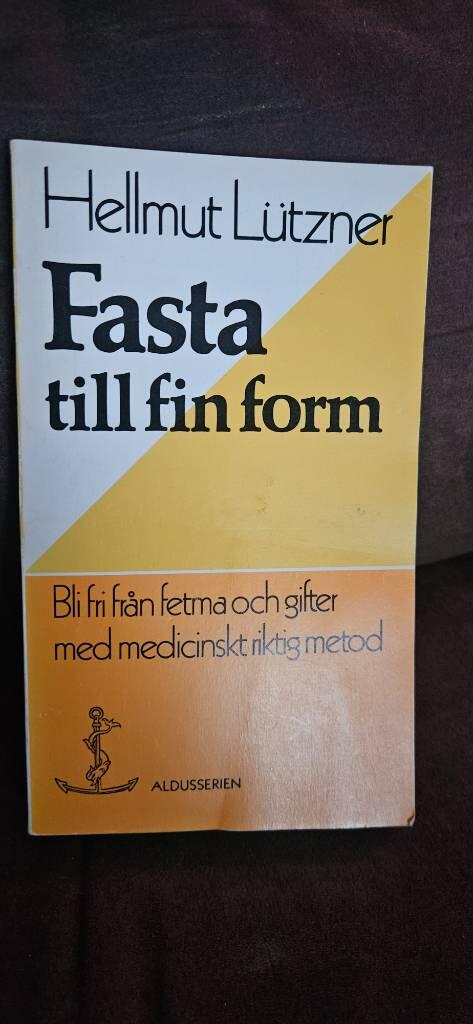 Hellmut Lützner
Fasta
till fin form
Bli fri från fetma och gifter
med medicinskt riktig metod
ALDUSSERIEN